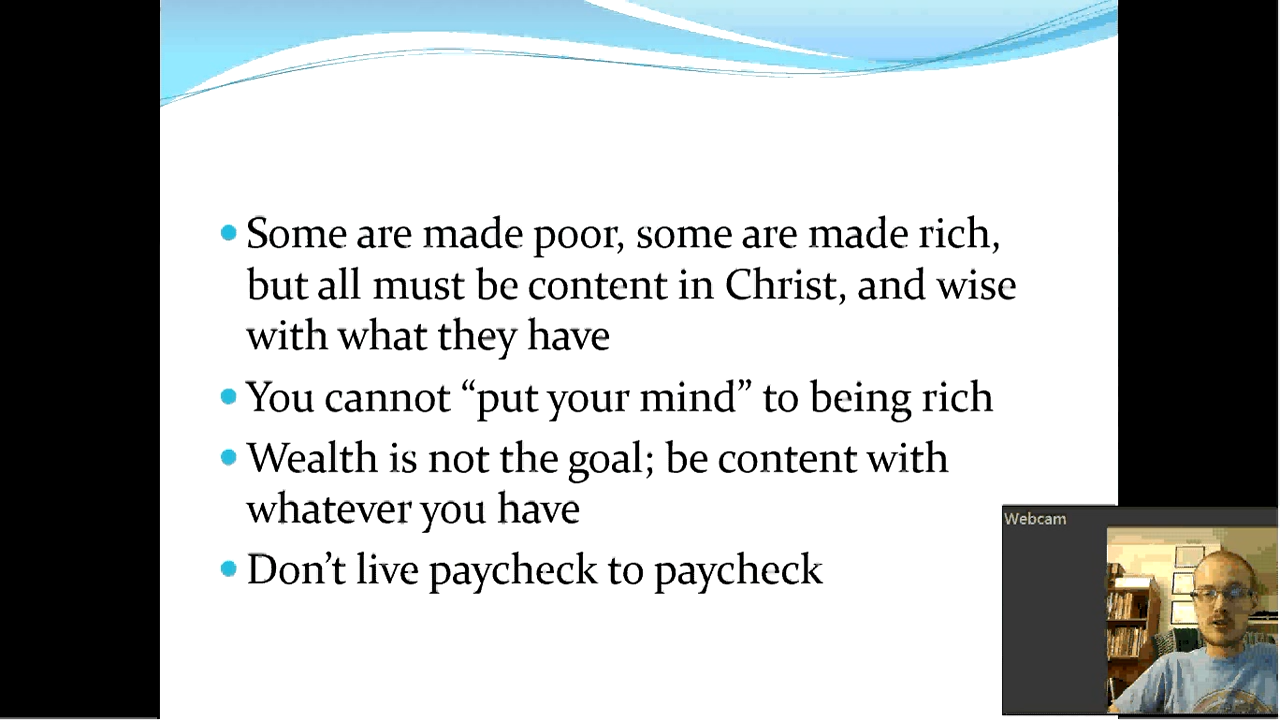 Some are made poor, some are made rich,
but all must be content in Christ, and wise
with what they have
You cannot “put your mind” to being rich
Wealth is not the goal; be content with
whatever you have
Don’t live paycheck to paycheck
Webcam